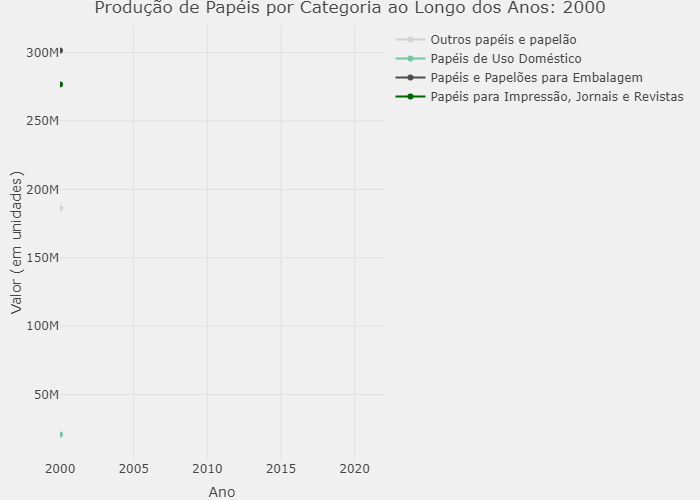 Produção de Papéis por Categoria ao Longo dos Anos: 2000
Outros papéis e papelão
Papéis de Uso Doméstico
Papéis e Papelões para Embalagem
Papéis para Impressão, Jornais e Revistas
Valor (em unidades)
300M
250M
200M
150M
100M
50M
2000 2005 2010 2015 2020
Ano